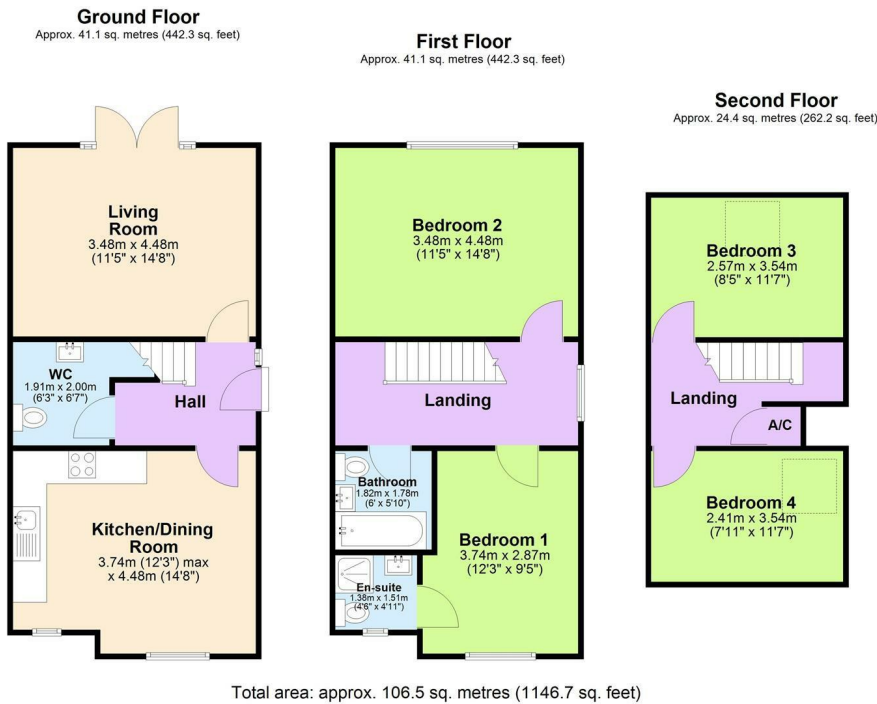 Ground Floor
Approx. 41.1 sq. metres (442.3 sq. feet)
First Floor
Approx. 41.1 sq. metres (442.3 sq. feet)
Second Floor
Approx. 24.4 sq. metres (262.2 sq. feet)
Living
Room
3.48m x 4.48m
(11'5" x 14'8")
WC
1.91m x 2.00m
(6'3" x 6'7")
Hall
Kitchen/Dining
Room
3.74m (12'3") max
x 4.48m (14'8")
Bedroom 2
3.48m x 4.48m
(11'5" x 14'8")
Landing
Bathroom
1.82m x 1.78m
(6' x 5'10")
Bedroom 1
3.74m x 2.87m
(12'3" x 9'5")
En-suite
1.38m x 1.51m
(4'6" x 4'11")
Bedroom 3
2.57m x 3.54m
(8'5" x 11'7")
Landing
A/C
Bedroom 4
2.41m x 3.54m
(7'11" x 11'7")
Total area: approx. 106.5 sq. metres (1146.7 sq. feet)